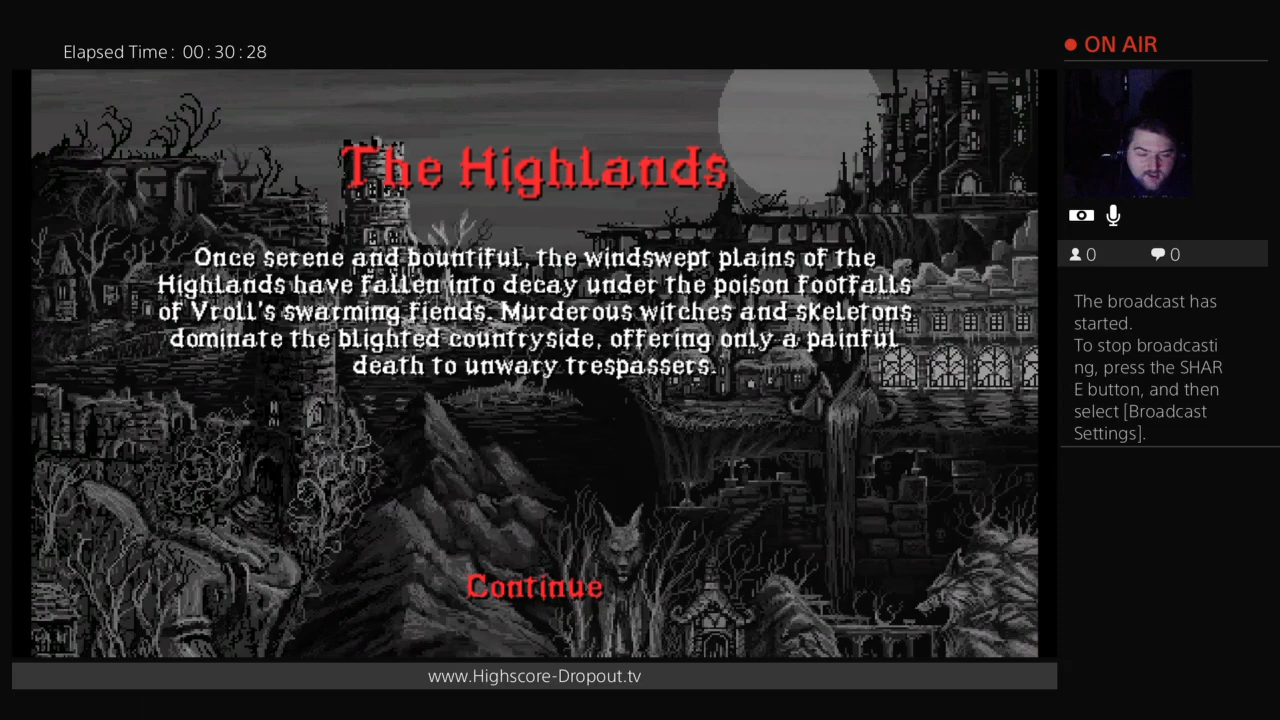 Elapsed Time: 00:30:28
ON AIR
The Highlands
Once serene and bountiful, the windswept plains of the
Highlands have fallen into decay under the poison footfalls
of Vroll's swarming fiends. Murderous witches and skeletons
dominate the blighted countryside, offering only a painful
death to unwary trespassers.
Continue
0
0
The broadcast has
started.
To stop broadcasti
ng, press the SHAR
E button, and then
select [Broadcast
Settings].
www.Highscore-Dropout.tv